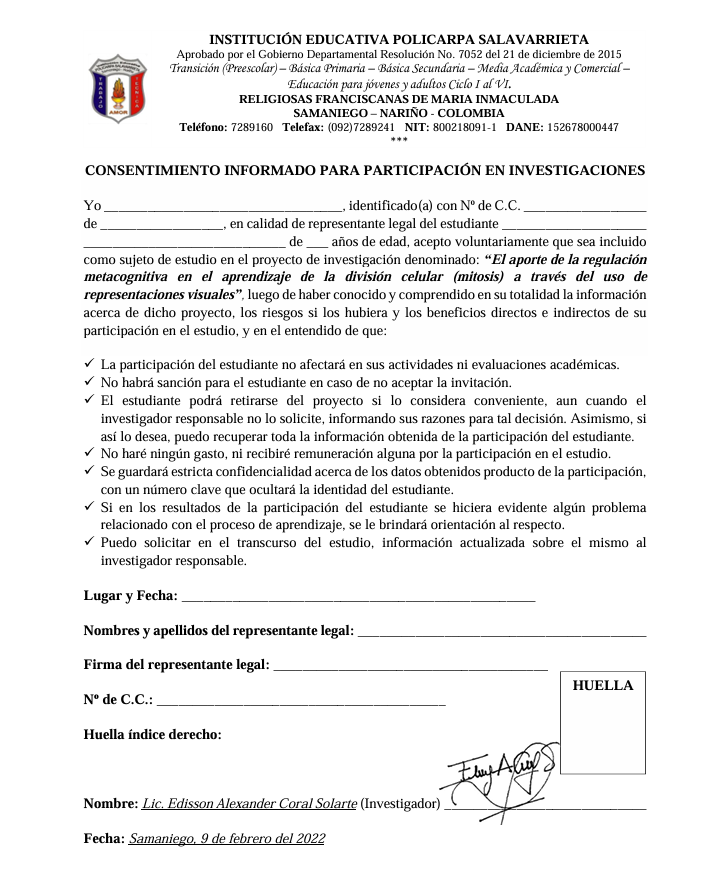 INSTITUCIÓN EDUCATIVA POLICARPA SALAVARRIETA
Aprobado por el Gobierno Departamental Resolución No. 7052 del 21 de diciembre de 2015
Transición (Preescolar) – Básica Primaria – Básica Secundaria – Media Académica y Comercial –
Educación para jóvenes y adultos Ciclo I al VI.
RELIGIOSAS FRANCISCANAS DE MARIA INMACULADA
SAMANIEGO – NARIÑO - COLOMBIA
Teléfono: 7289160 Telefax: (092)7289241 NIT: 800218091-1 DANE: 152678000447
***
TRABAJO
AMOR
CONSENTIMIENTO INFORMADO PARA PARTICIPACIÓN EN INVESTIGACIONES
Yo _________________________________, identificado(a) con Nº de C.C. _________________
de _________________, en calidad de representante legal del estudiante ____________________
____________________________ de ___ años de edad, acepto voluntariamente que sea incluido
como sujeto de estudio en el proyecto de investigación denominado: “El aporte de la regulación
metacognitiva en el aprendizaje de la división celular (mitosis) a través del uso de
representaciones visuales”, luego de haber conocido y comprendido en su totalidad la información
acerca de dicho proyecto, los riesgos si los hubiera y los beneficios directos e indirectos de su
participación en el estudio, y en el entendido de que:
✓ La participación del estudiante no afectará en sus actividades ni evaluaciones académicas.
✓ No habrá sanción para el estudiante en caso de no aceptar la invitación.
✓ El estudiante podrá retirarse del proyecto si lo considera conveniente, aun cuando el
investigador responsable no lo solicite, informando sus razones para tal decisión. Asimismo, si
así lo desea, puedo recuperar toda la información obtenida de la participación del estudiante.
✓ No haré ningún gasto, ni recibiré remuneración alguna por la participación en el estudio.
✓ Se guardará estricta confidencialidad acerca de los datos obtenidos producto de la participación,
con un número clave que ocultará la identidad del estudiante.
✓ Si en los resultados de la participación del estudiante se hiciera evidente algún problema
relacionado con el proceso de aprendizaje, se le brindará orientación al respecto.
✓ Puedo solicitar en el transcurso del estudio, información actualizada sobre el mismo al
investigador responsable.
Lugar y Fecha: _________________________________________________
Nombres y apellidos del representante legal: ________________________________________
Firma del representante legal: ______________________________________
HUELLA
Nº de C.C.: ________________________________________
Huella índice derecho:
Nombre: Lic. Edisson Alexander Coral Solarte (Investigador) ____________________________
Fecha: Samaniego, 9 de febrero del 2022